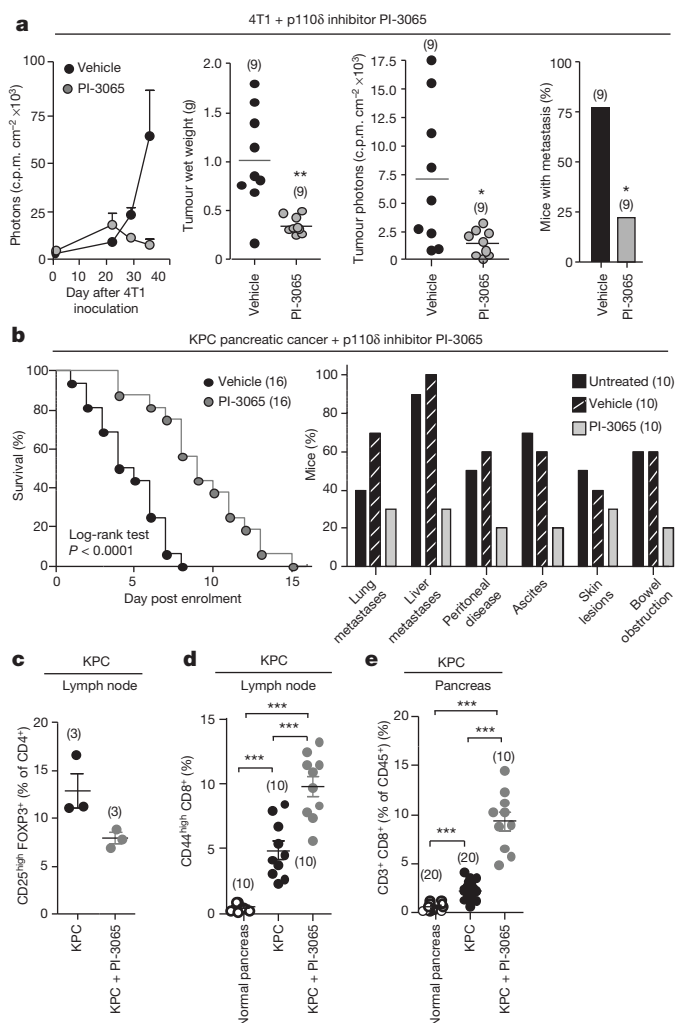 a
4T1 + p110δ inhibitor PI-3065
Photons (c.p.m. cm⁻² ×10³)
100
75
50
25
0
0 10 20 30 40
Day after 4T1
inoculation
Vehicle
PI-3065
Tumour wet weight (g)
2.0
1.5
1.0
0.5
0
(9)
**
(9)
Vehicle
PI-3065
Tumour photons (c.p.m. cm⁻² ×10³)
17.5
15.0
12.5
10.0
7.5
5.0
2.5
0
(9)
*
(9)
Vehicle
PI-3065
Mice with metastasis (%)
100
75
50
25
0
(9)
*
(9)
Vehicle
PI-3065
b
KPC pancreatic cancer + p110δ inhibitor PI-3065
Survival (%)
100
80
60
40
20
0
0 5 10 15
Day post enrolment
Vehicle (16)
PI-3065 (16)
Log-rank test
P < 0.0001
Mice (%)
100
80
60
40
20
0
Untreated (10)
Vehicle (10)
PI-3065 (10)
Lung
metastases
Liver
metastases
Peritoneal
disease
Ascites
Skin
lesions
Bowel
obstruction
c
KPC
Lymph node
CD25ʰⁱᵍʰ FOXP3⁺ (% of CD4⁺)
20
15
10
5
0
(3)
(3)
KPC
KPC + PI-3065
d
KPC
Lymph node
CD44ʰⁱᵍʰ CD8⁺ (%)
15
10
5
0
***
***
***
(10)
(10)
(10)
Normal pancreas
KPC
KPC + PI-3065
e
KPC
Pancreas
CD3⁺ CD8⁺ (% of CD45⁺) (%)
20
15
10
5
0
***
***
***
(10)
(20)
(20)
Normal pancreas
KPC
KPC + PI-3065